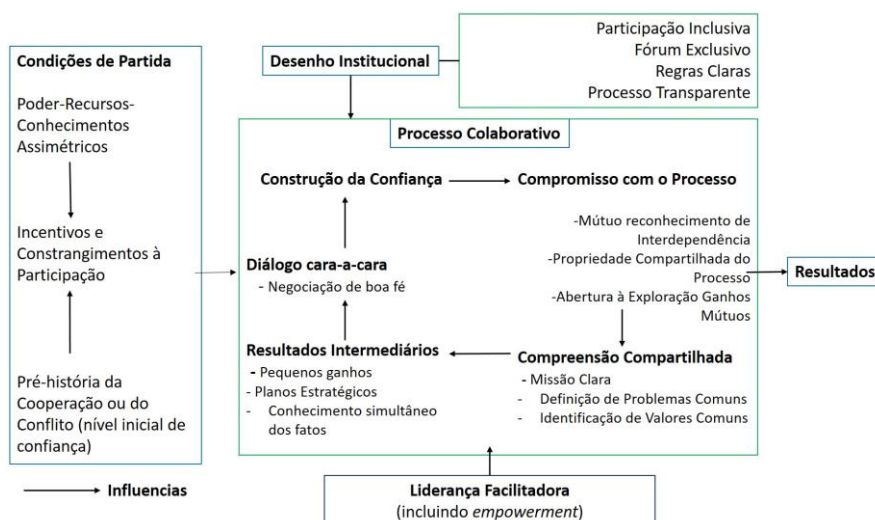 Condições de Partida
Poder-Recursos-
Conhecimentos
Assimétricos
Incentivos e
Constrangimentos à
Participação
Pré-história da
Cooperação ou do
Conflito (nível inicial de
confiança)
Influencias
Desenho Institucional
Participação Inclusiva
Fórum Exclusivo
Regras Claras
Processo Transparente
Processo Colaborativo
Construção da Confiança
Compromisso com o Processo
-Mútuo reconhecimento de
Interdependência
-Propriedade Compartilhada do
Processo
-Abertura à Exploração Ganhos
Mútuos
Diálogo cara-a-cara
- Negociação de boa fé
Resultados Intermediários
- Pequenos ganhos
- Planos Estratégicos
- Conhecimento simultâneo
dos fatos
Compreensão Compartilhada
- Missão Clara
- Definição de Problemas Comuns
- Identificação de Valores Comuns
Resultados
Liderança Facilitadora
(incluindo empowerment)